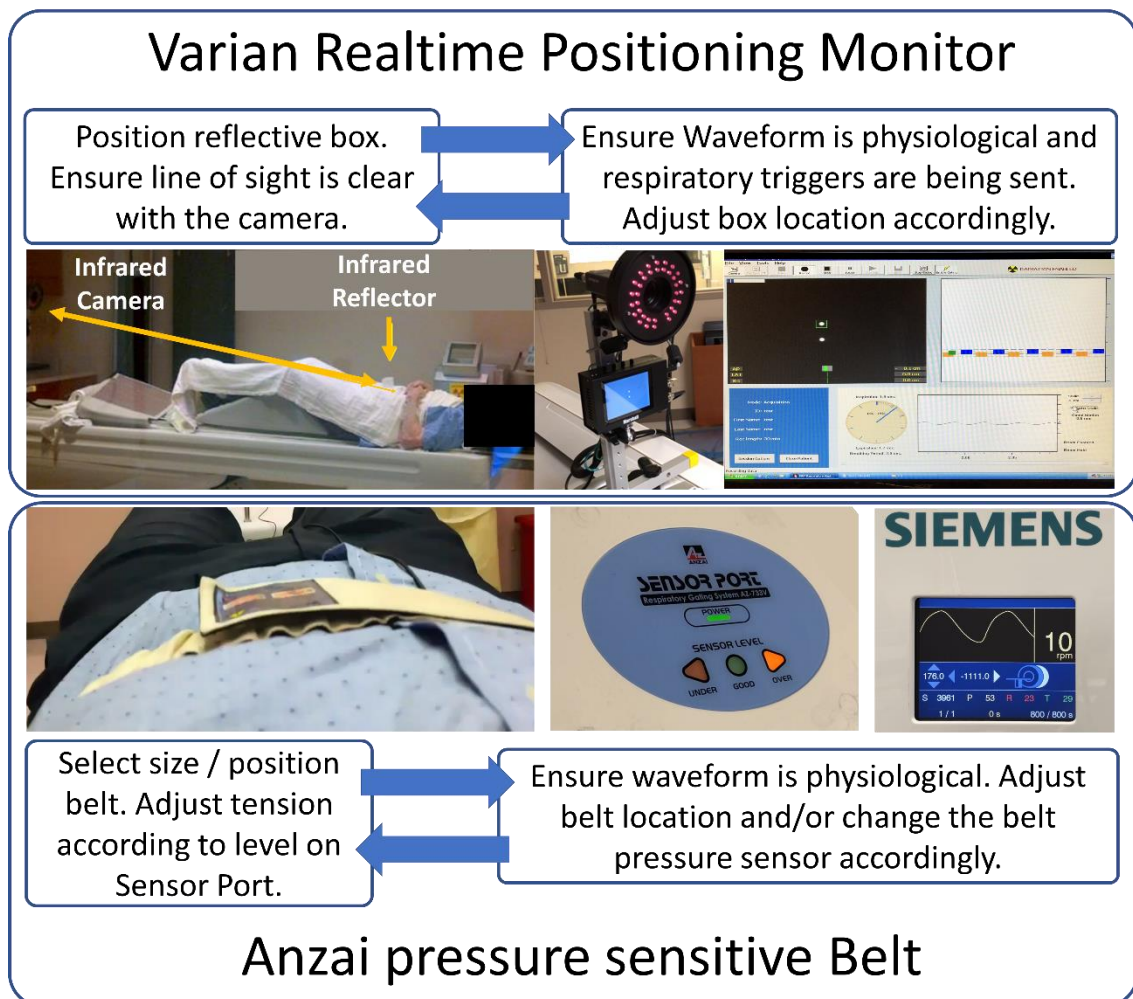 Varian Realtime Positioning Monitor
Position reflective box.
Ensure line of sight is clear
with the camera.
Ensure Waveform is physiological and
respiratory triggers are being sent.
Adjust box location accordingly.
Infrared
Camera
Infrared
Reflector
ANZAI
SENSOR PORT
Respiratory Gating System AZ-733V
POWER
SENSOR LEVEL
UNDER
GOOD
OVER
SIEMENS
10
rpm
176.0
-1111.0
S 3961 P 53 R 23 T 29
1 / 1 0 s 800 / 800 s
Select size / position
belt. Adjust tension
according to level on
Sensor Port.
Ensure waveform is physiological. Adjust
belt location and/or change the belt
pressure sensor accordingly.
Anzai pressure sensitive Belt